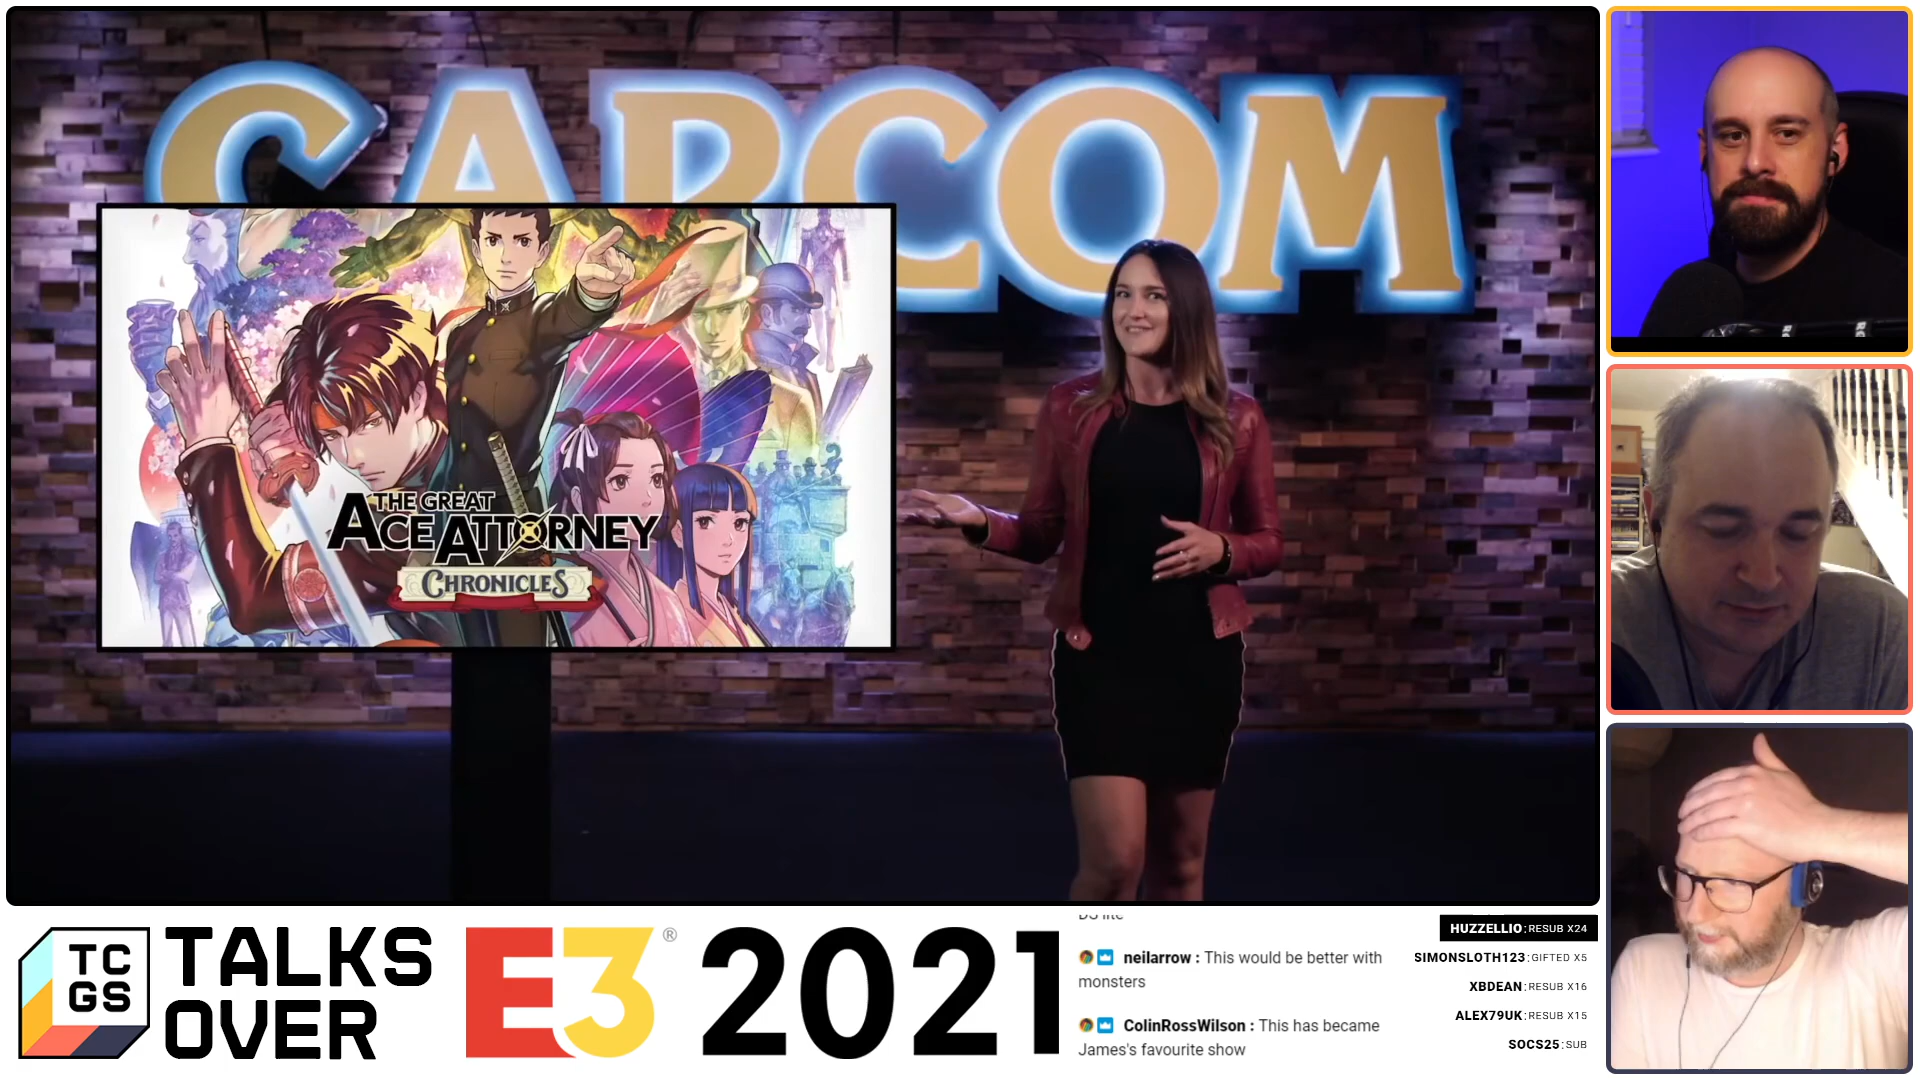 CAPCOM
THE GREAT
ACE ATTORNEY
CHRONICLES
TC
GS
TALKS
OVER
E3®
2021
neilarrow : This would be better with
monsters
ColinRossWilson : This has became
James's favourite show
HUZZELLIO: RESUB X24
SIMONSLOTH123: GIFTED X5
XBDEAN: RESUB X16
ALEX79UK: RESUB X15
SOCS25: SUB